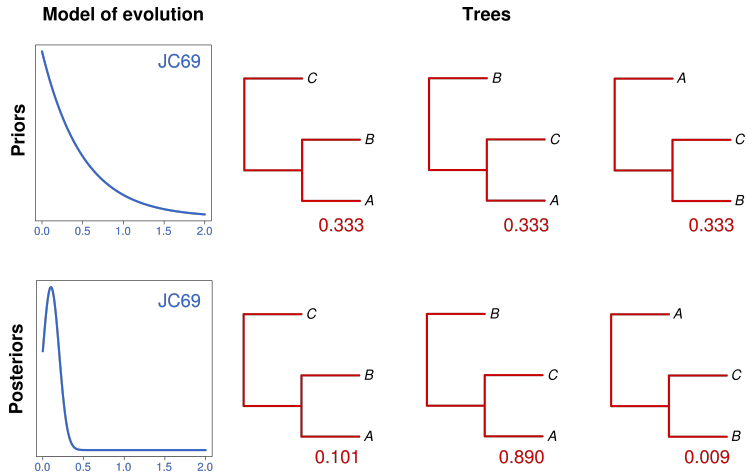 Model of evolution
Trees
Priors
JC69
0.0 0.5 1.0 1.5 2.0
C
B
A
0.333
B
C
A
0.333
A
C
B
0.333
Posteriors
JC69
0.0 0.5 1.0 1.5 2.0
C
B
A
0.101
B
C
A
0.890
A
C
B
0.009